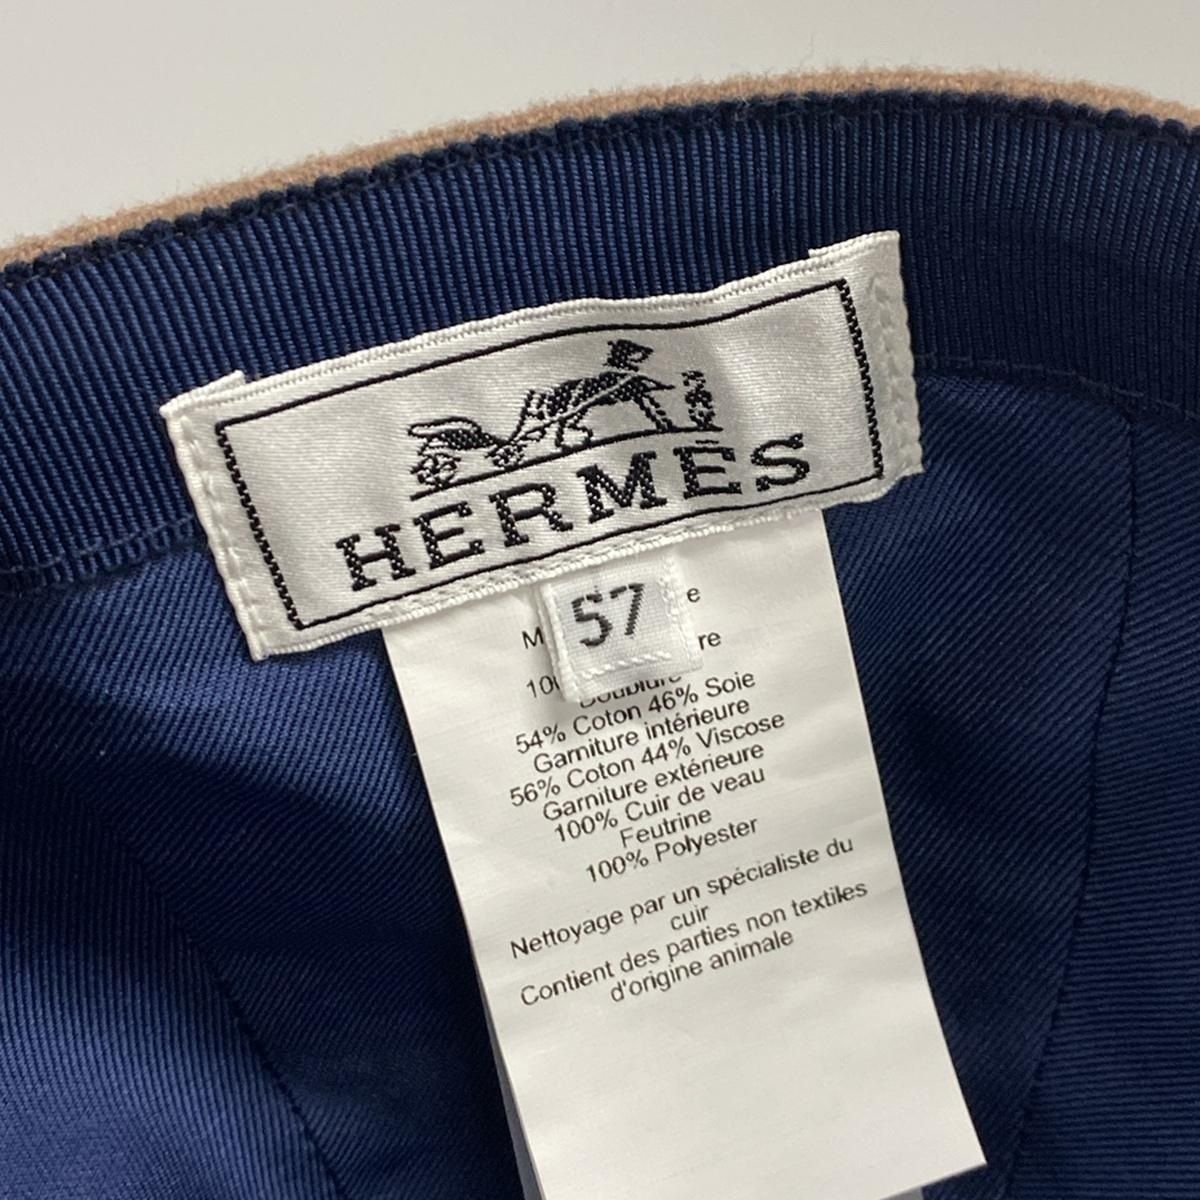 HERMÈS
57
Doublure
54% Coton 46% Soie
Garniture intérieure
56% Coton 44% Viscose
Garniture extérieure
100% Cuir de veau
Feutrine
100% Polyester
Nettoyage par un spécialiste du
cuir
Contient des parties non textiles
d'origine animale